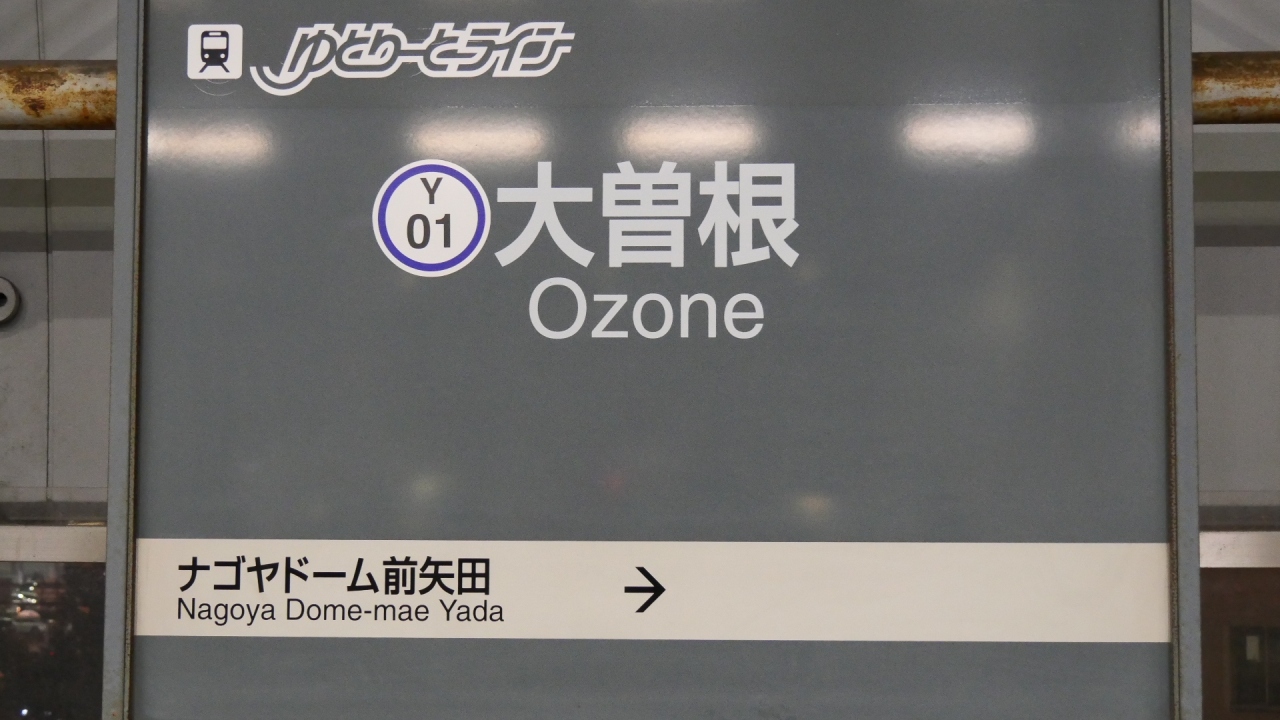 ゆとりーとライン
Y
01
大曽根
Ozone
ナゴヤドーム前矢田 →
Nagoya Dome-mae Yada